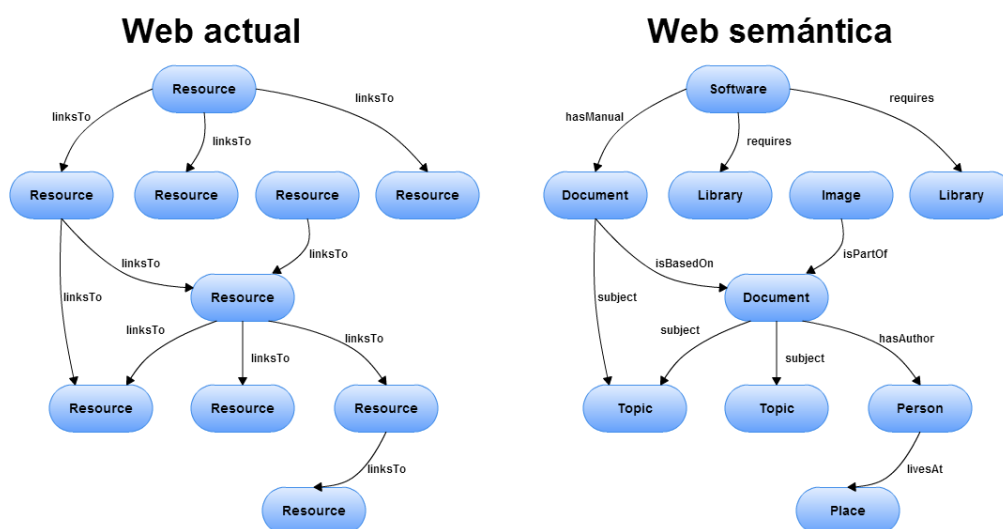 Web actual
Resource
linksTo
linksTo
linksTo
Resource
Resource
Resource
Resource
linksTo
linksTo
linksTo
Resource
linksTo
linksTo
linksTo
Resource
Resource
Resource
linksTo
Resource
Web semántica
Software
hasManual
requires
requires
Document
Library
Image
Library
isBasedOn
isPartOf
subject
Document
subject
subject
hasAuthor
Topic
Topic
Person
livesAt
Place